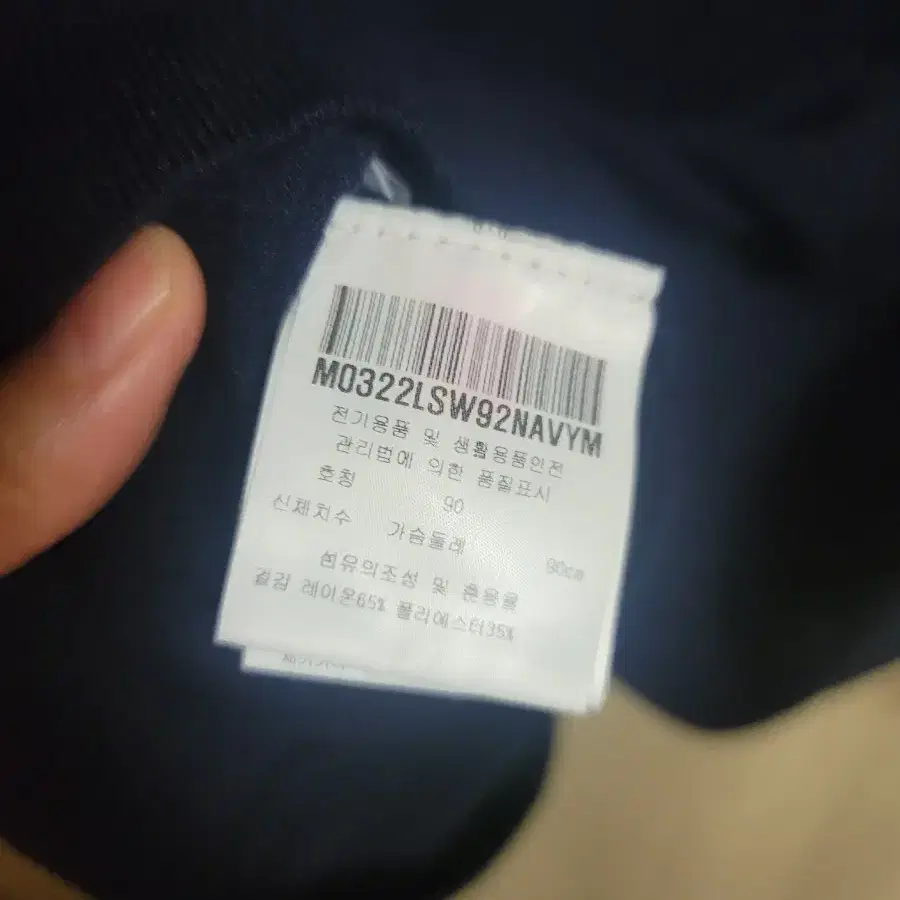 M0322LSW92NAVYM
전기용품 및 생활용품안전
관리법에 의한 품질표시
호칭 90
신체치수 가슴둘레 90cm
섬유의조성 및 혼용율
겉감 레이온65% 폴리에스터35%